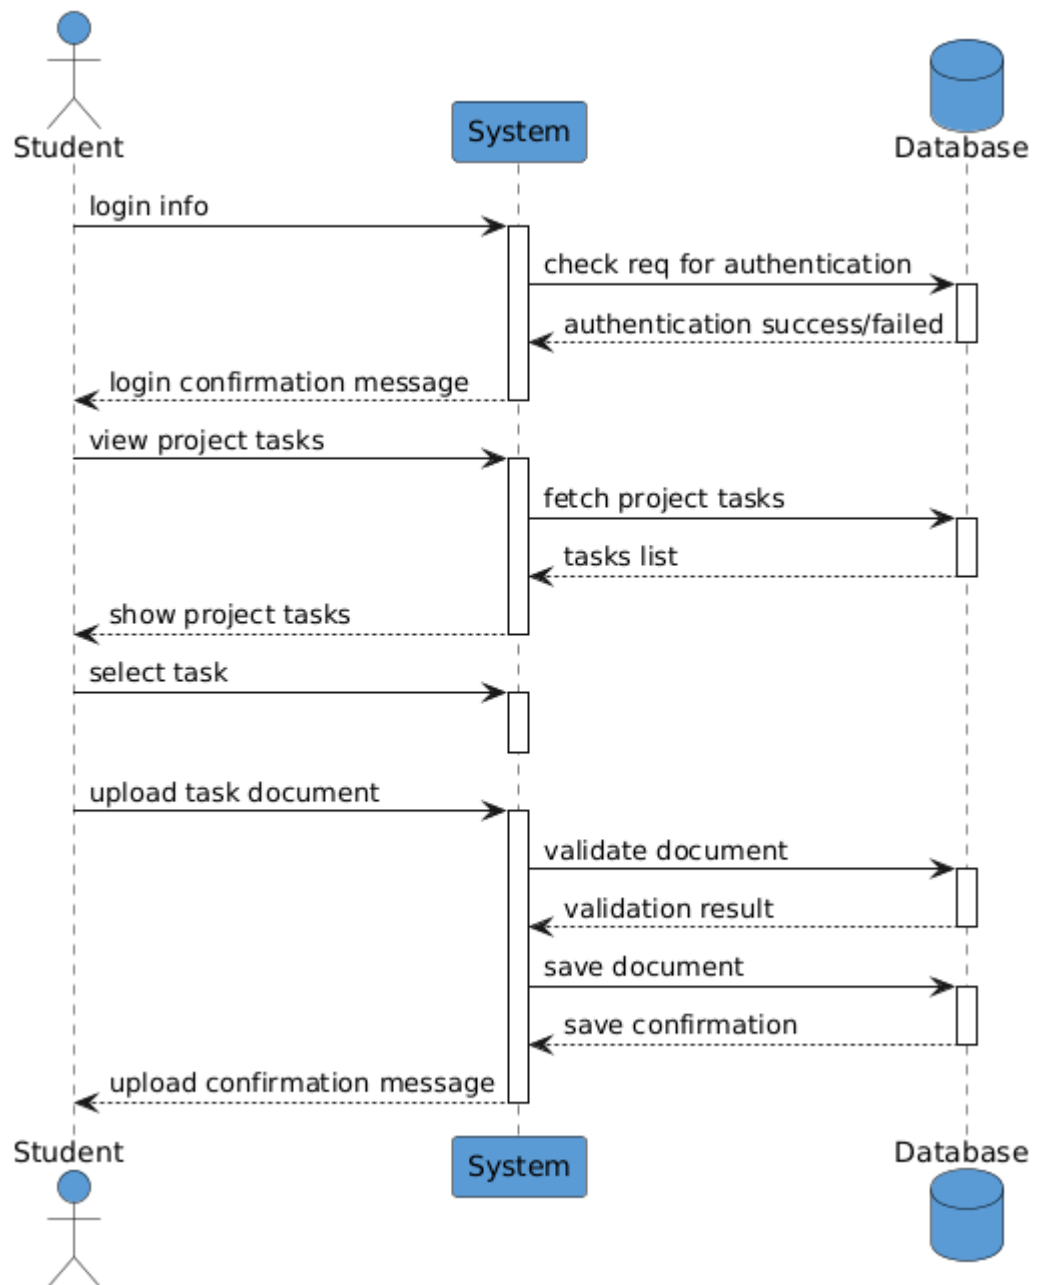 Student
System
Database
login info
check req for authentication
authentication success/failed
login confirmation message
view project tasks
fetch project tasks
tasks list
show project tasks
select task
upload task document
validate document
validation result
save document
save confirmation
upload confirmation message
Student
System
Database